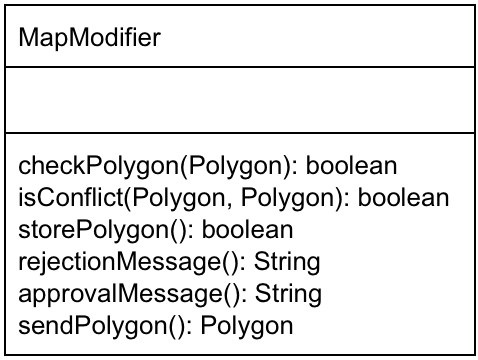 MapModifier
checkPolygon(Polygon): boolean
isConflict(Polygon, Polygon): boolean
storePolygon(): boolean
rejectionMessage(): String
approvalMessage(): String
sendPolygon(): Polygon